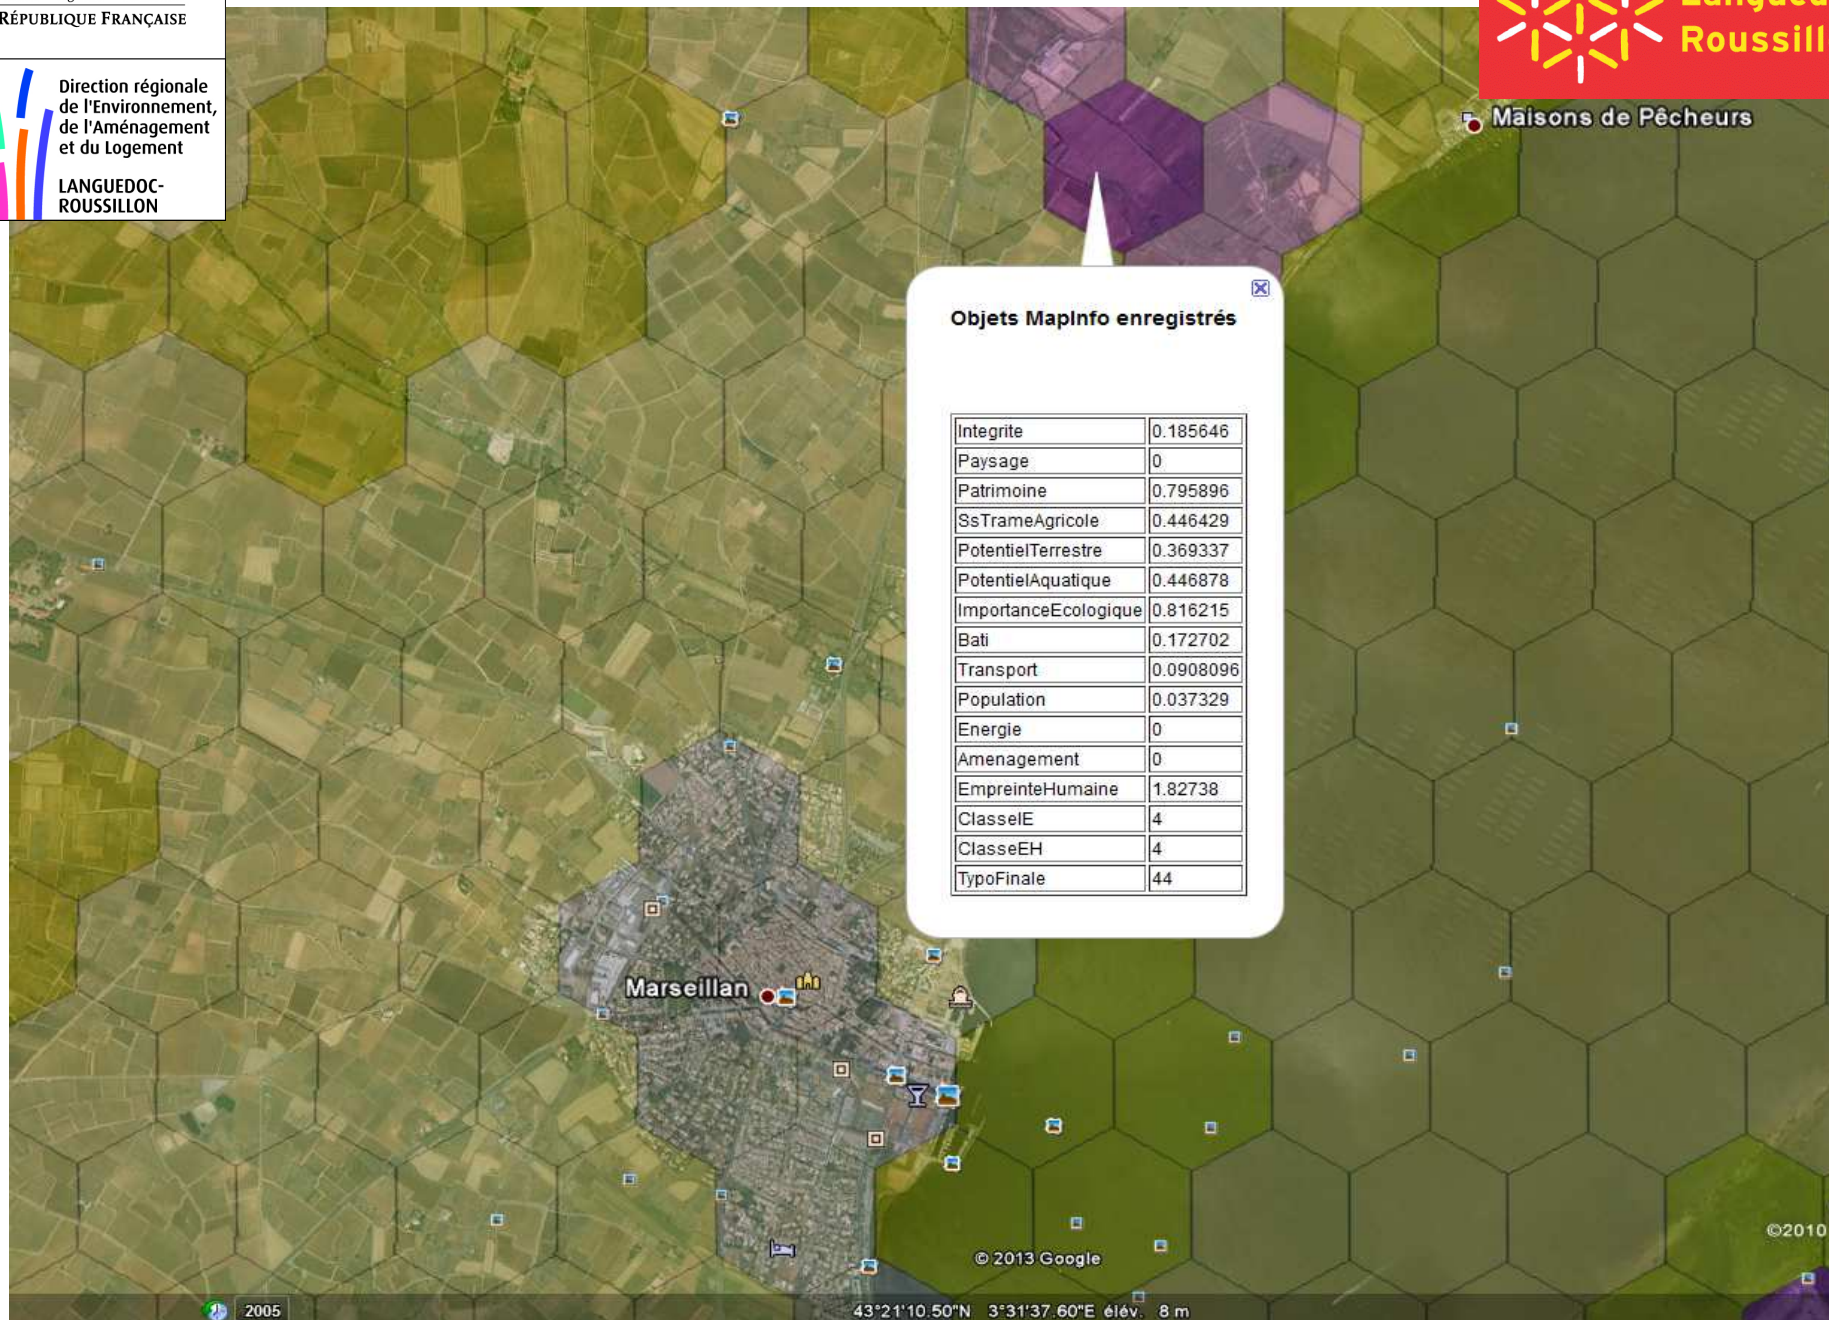 RÉPUBLIQUE FRANÇAISE
Direction régionale
de l'Environnement,
de l'Aménagement
et du Logement
LANGUEDOC-
ROUSSILLON
Roussill
Maisons de Pêcheurs
Objets MapInfo enregistrés
Integrite 0.185646
Paysage 0
Patrimoine 0.795896
SsTrameAgricole 0.446429
PotentielTerrestre 0.369337
PotentielAquatique 0.446878
ImportanceEcologique 0.816215
Bati 0.172702
Transport 0.0908096
Population 0.037329
Energie 0
Amenagement 0
EmpreinteHumaine 1.82738
ClasseIE 4
ClasseEH 4
TypoFinale 44
Marseillan
©2010
© 2013 Google
2005
43°21'10.50"N 3°31'37.60"E élév. 8 m